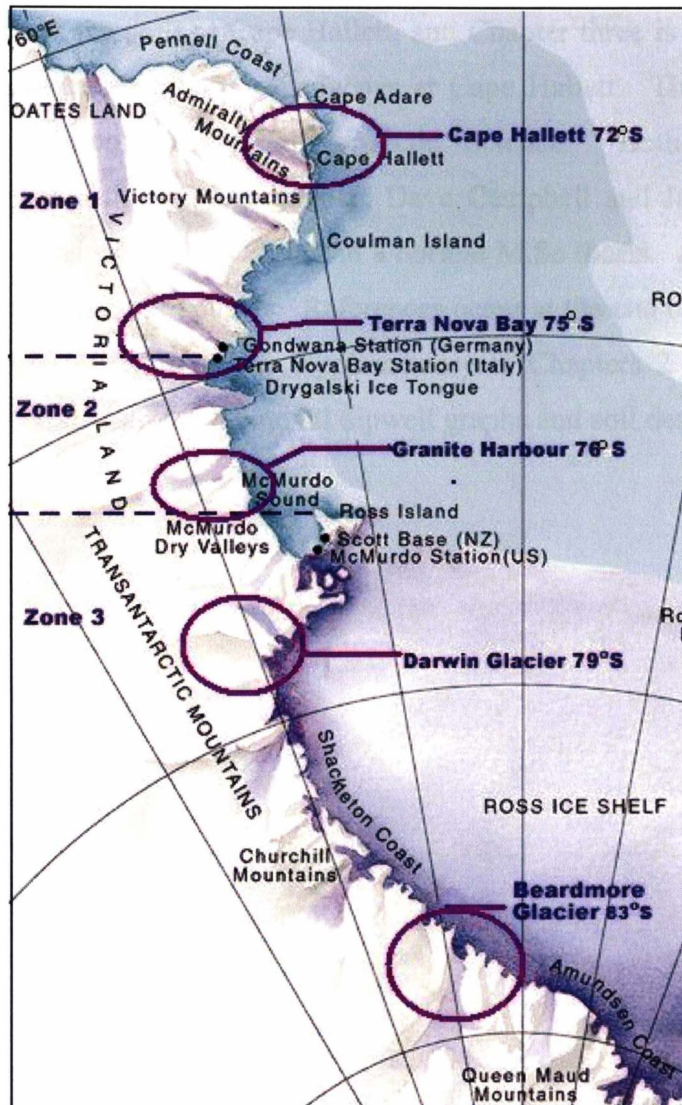 60°E
Pennell Coast
OATES LAND
Admiralty
Mountains
Cape Adare
Cape Hallett
Cape Hallett 72°S
Zone 1
Victory Mountains
VICTORIA LAND
Coulman Island
RO
Terra Nova Bay 75°S
Gondwana Station (Germany)
Terra Nova Bay Station (Italy)
Drygalski Ice Tongue
Zone 2
Granite Harbour 76°S
McMurdo
Sound
Ross Island
McMurdo
Dry Valleys
Scott Base (NZ)
McMurdo Station(US)
TRANSANTARCTIC MOUNTAINS
Zone 3
Darwin Glacier 79°S
Shackleton Coast
ROSS ICE SHELF
Churchill
Mountains
Beardmore
Glacier 83°S
Amundsen Coast
Queen Maud
Mountains